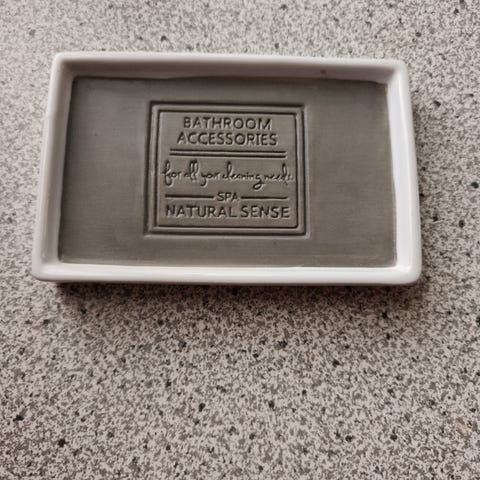 BATHROOM
ACCESSORIES
for all your cleaning needs.
SPA
NATURAL SENSE